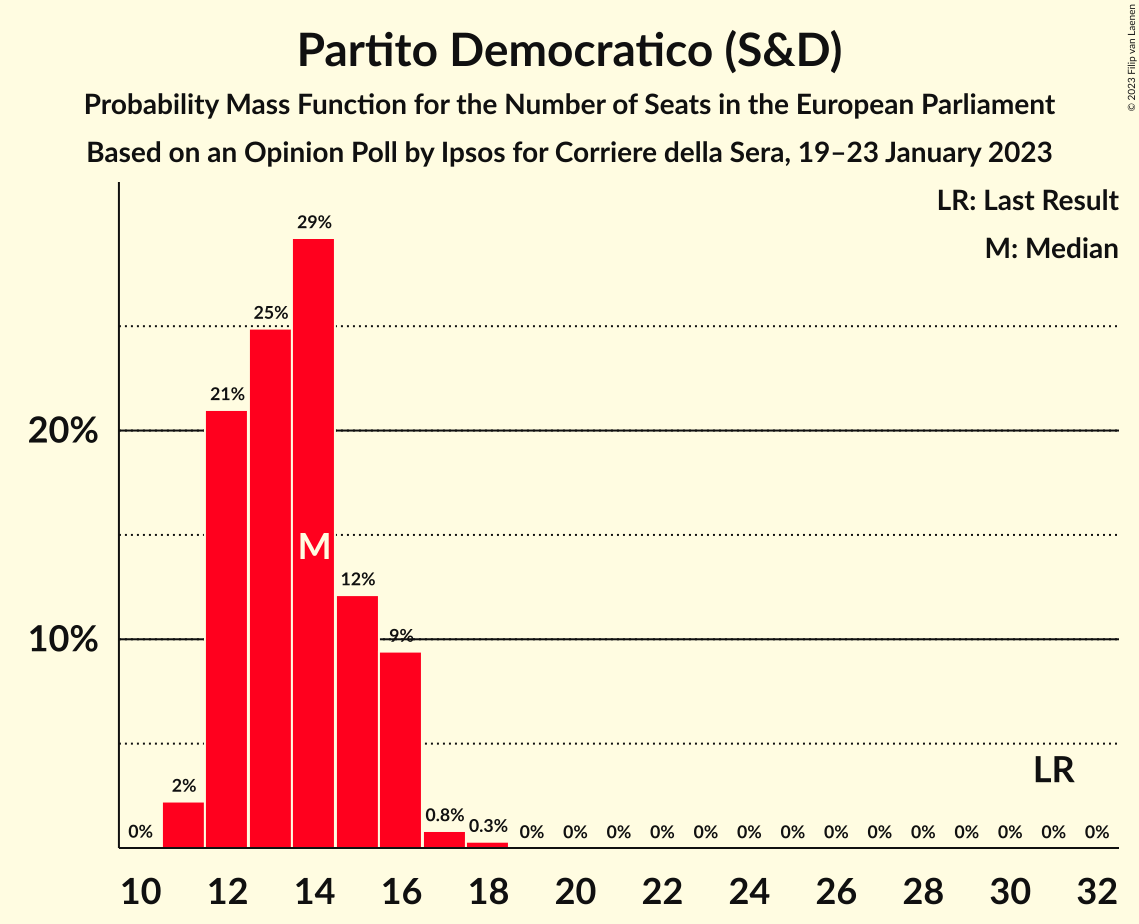 Partito Democratico (S&D)
Probability Mass Function for the Number of Seats in the European Parliament
Based on an Opinion Poll by Ipsos for Corriere della Sera, 19–23 January 2023
© 2023 Filip van Laenen
LR: Last Result
M: Median
29%
25%
21%
20%
M
12%
10%
9%
LR
2%
0.8%
0.3%
0% 0% 0% 0% 0% 0% 0% 0% 0% 0% 0% 0% 0% 0% 0%
10 12 14 16 18 20 22 24 26 28 30 32